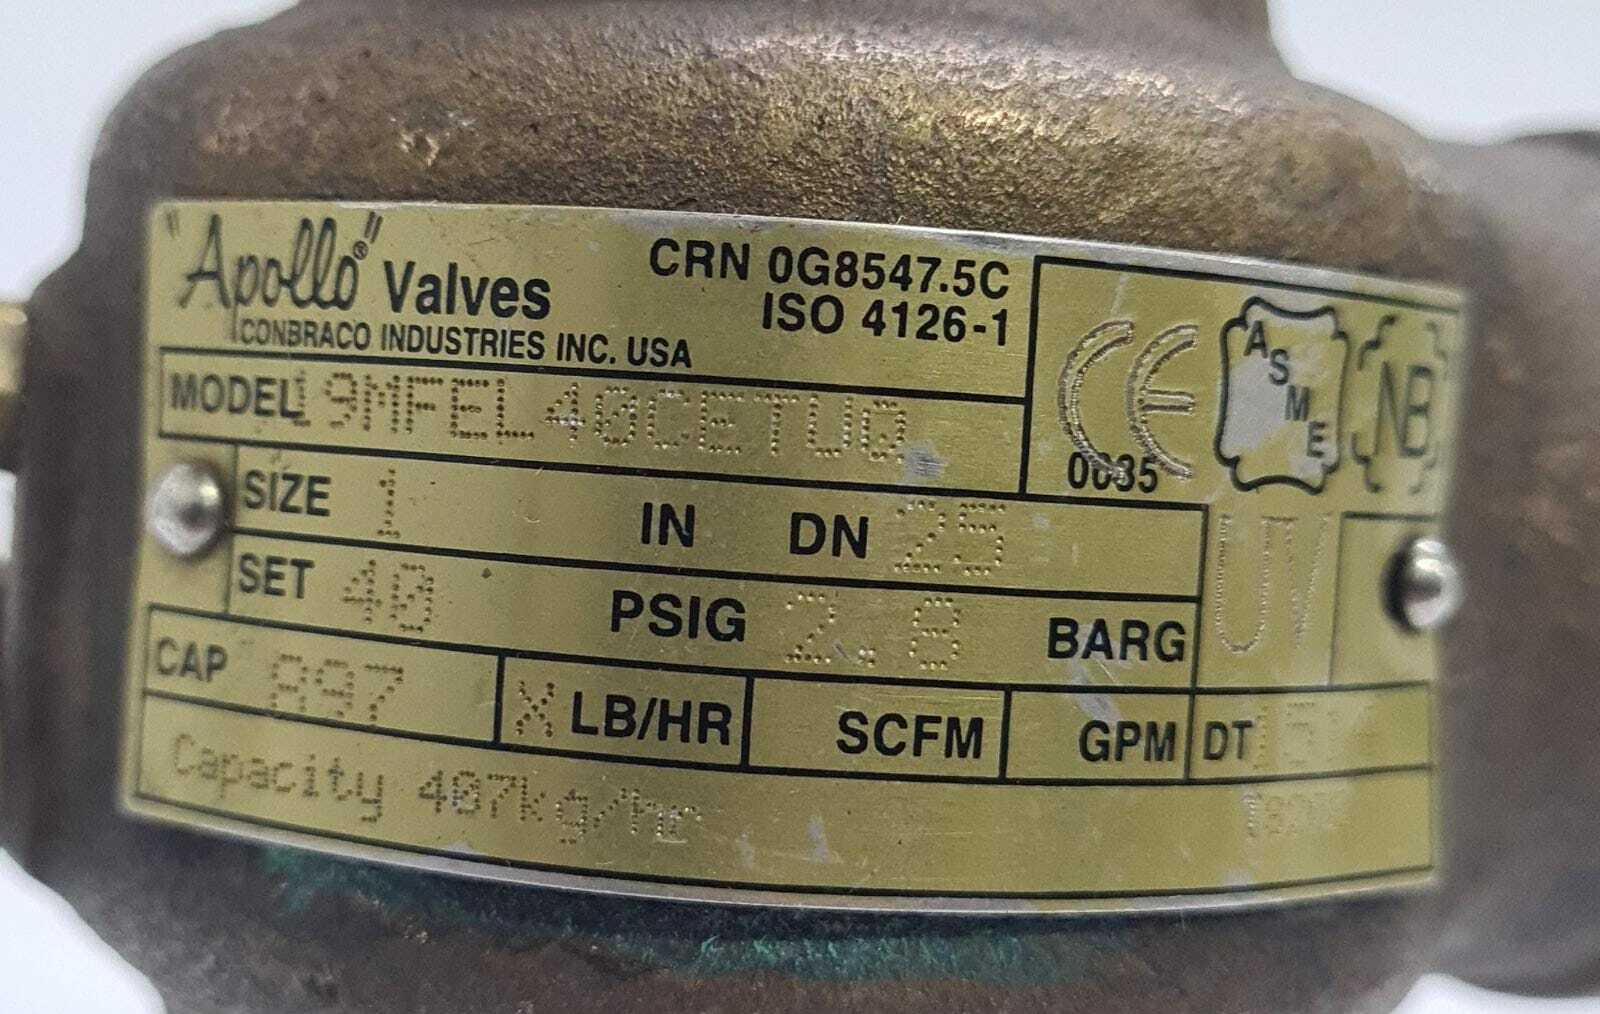 "Apollo"® Valves
CONBRACO INDUSTRIES INC. USA
CRN 0G8547.5C
ISO 4126-1
CE
0035
ASME
NB
MODEL 19MFEL40CETUQ
SIZE 1 IN DN 25
UV
SET 40 PSIG 2.8 BARG
CAP 897 X LB/HR SCFM GPM DT
Capacity 407kg/hr